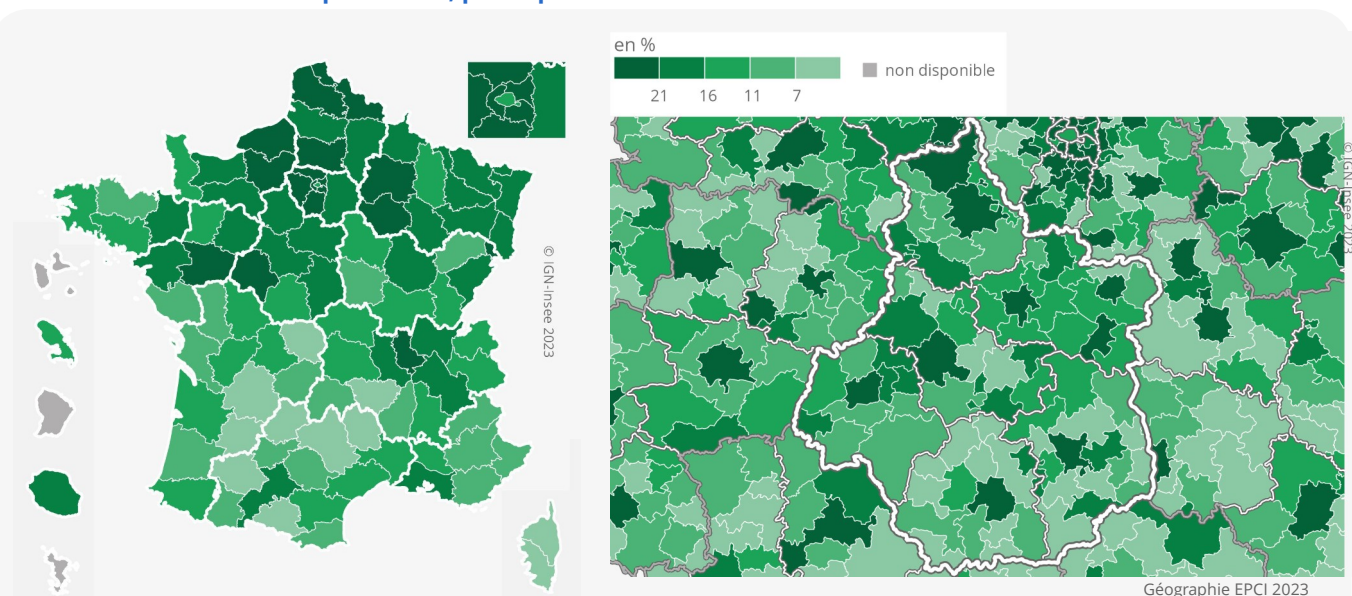 en %
21 16 11 7
non disponible
© IGN-Insee 2023
© IGN-Insee 2023
Géographie EPCI 2023